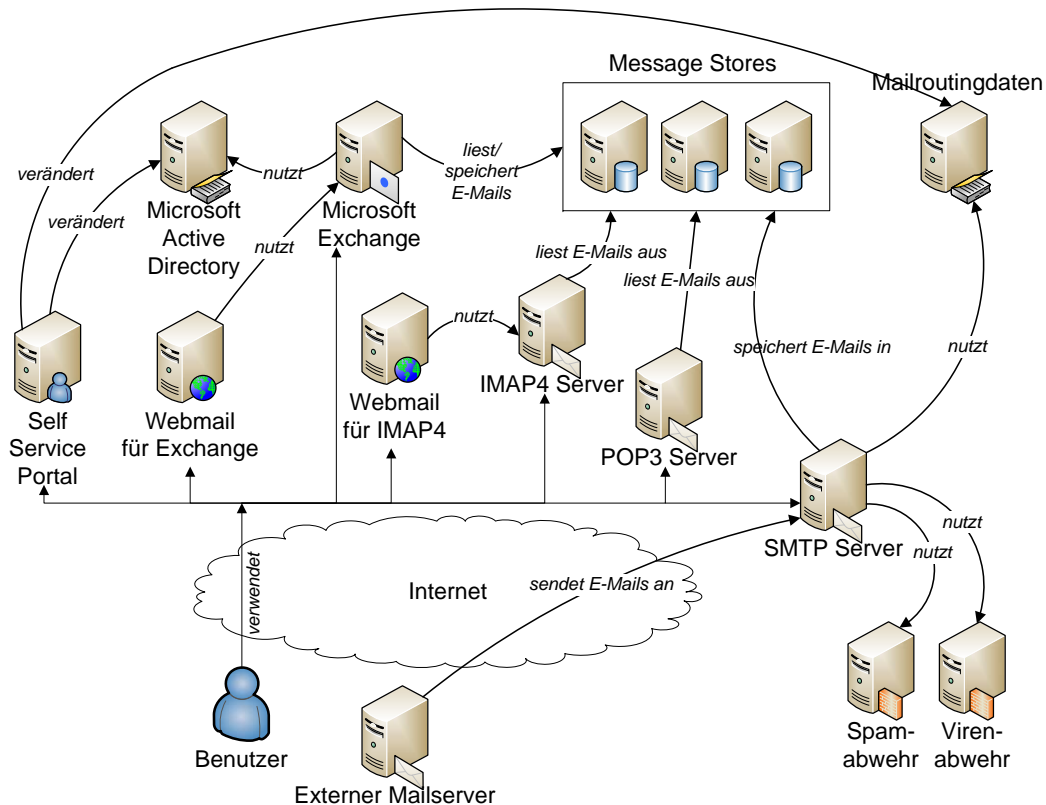 Message Stores
Mailroutingdaten
verändert
verändert
nutzt
liest/
speichert
E-Mails
Microsoft
Active
Directory
Microsoft
Exchange
nutzt
liest E-Mails aus
liest E-Mails aus
nutzt
speichert E-Mails in
nutzt
IMAP4 Server
Self
Service
Portal
Webmail
für Exchange
Webmail
für IMAP4
POP3 Server
SMTP Server
nutzt
nutzt
verwendet
Internet
sendet E-Mails an
Benutzer
Externer Mailserver
Spam-
abwehr
Viren-
abwehr